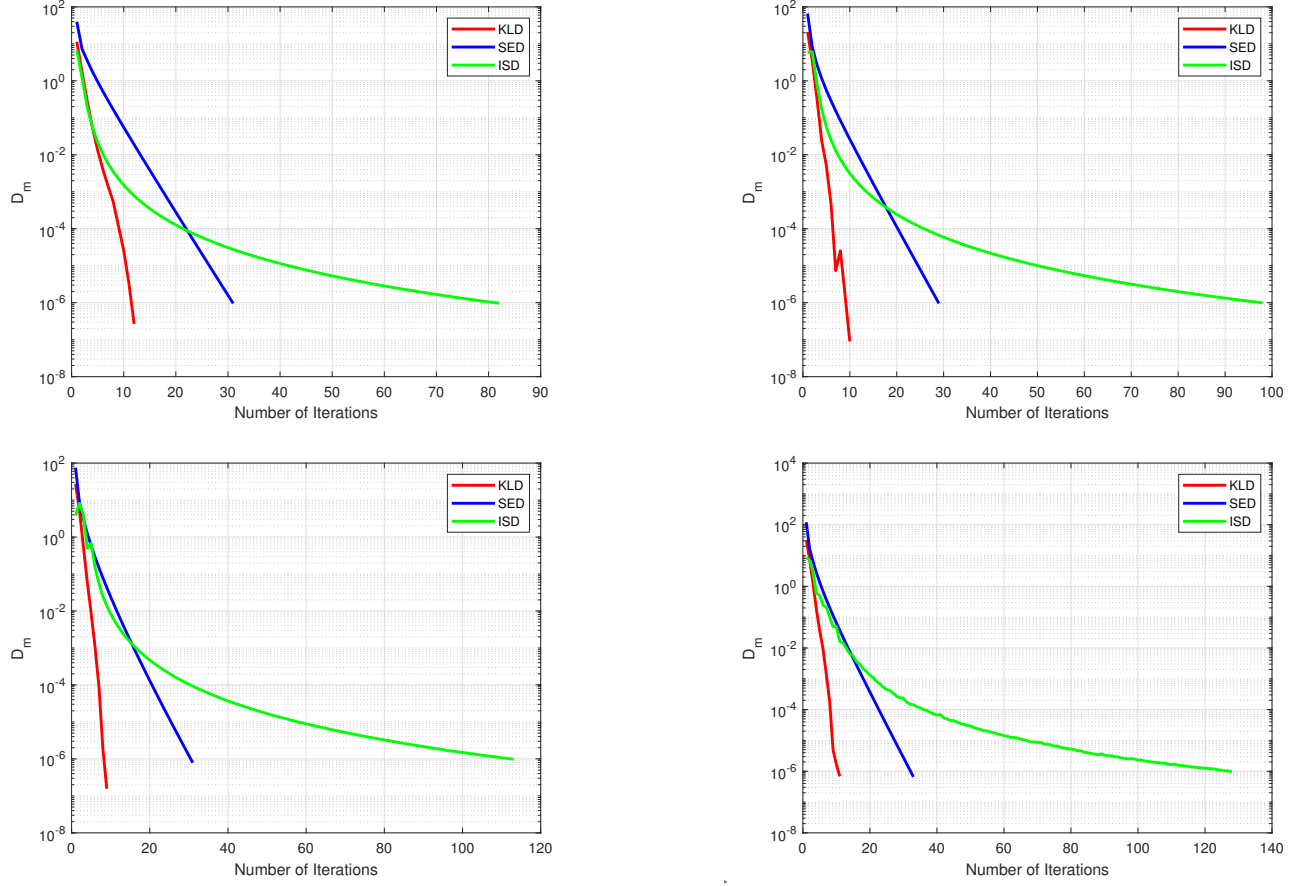 10^2
10^0
10^-2
10^-4
10^-6
10^-8
D_m
0 10 20 30 40 50 60 70 80 90
Number of Iterations
KLD
SED
ISD
10^2
10^0
10^-2
10^-4
10^-6
10^-8
D_m
0 10 20 30 40 50 60 70 80 90 100
Number of Iterations
KLD
SED
ISD
10^2
10^0
10^-2
10^-4
10^-6
10^-8
D_m
0 20 40 60 80 100 120
Number of Iterations
KLD
SED
ISD
10^4
10^2
10^0
10^-2
10^-4
10^-6
10^-8
D_m
0 20 40 60 80 100 120 140
Number of Iterations
KLD
SED
ISD